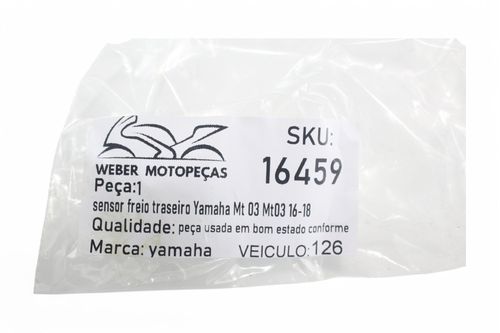 WEBER MOTOPEÇAS
SKU:
16459
Peça:1
sensor freio traseiro Yamaha Mt 03 Mt03 16-18
Qualidade: peça usada em bom estado conforme
Marca: yamaha VEICULO: 126